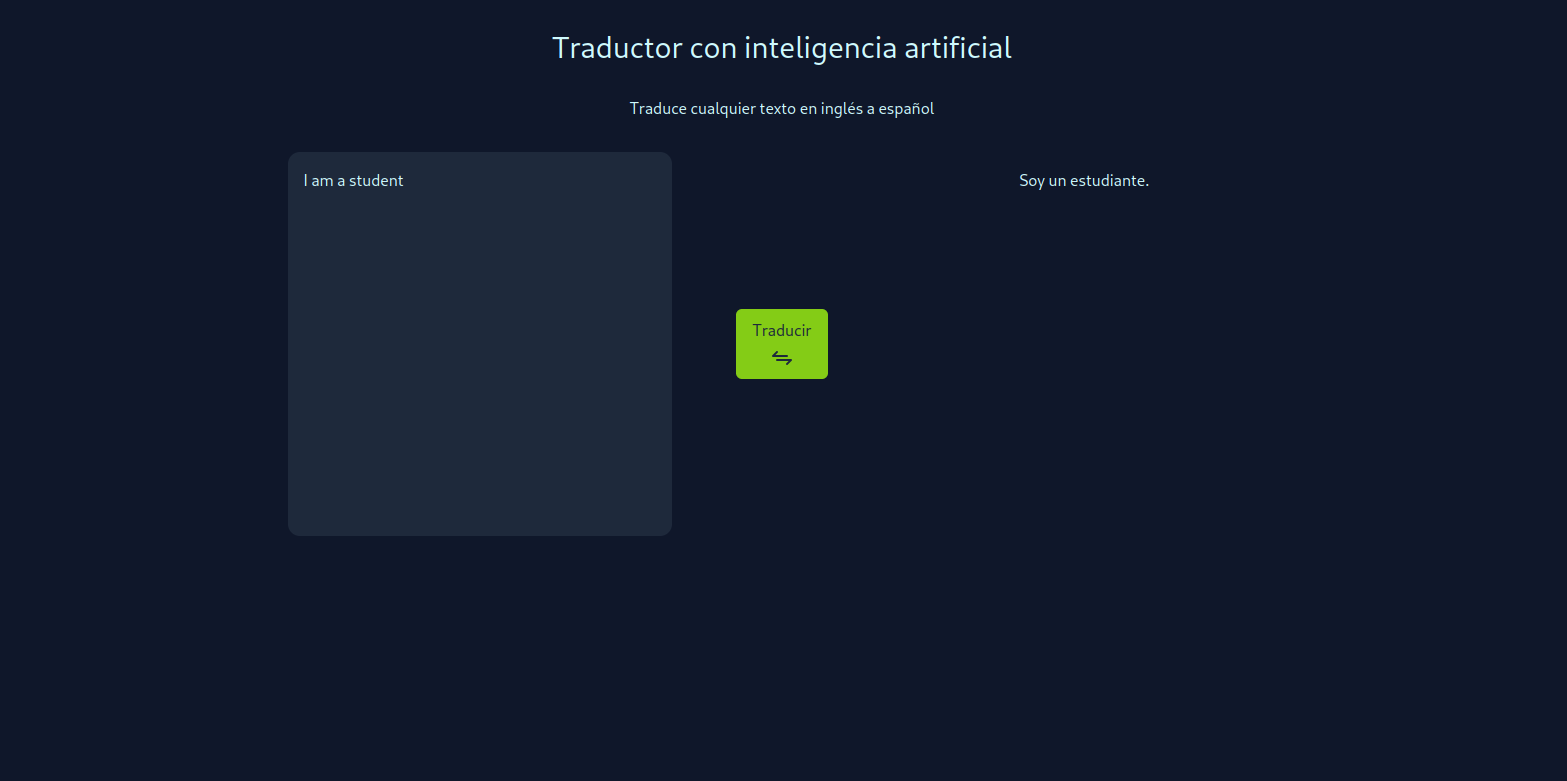 Traductor con inteligencia artificial
Traduce cualquier texto en inglés a español
I am a student
Soy un estudiante.
Traducir